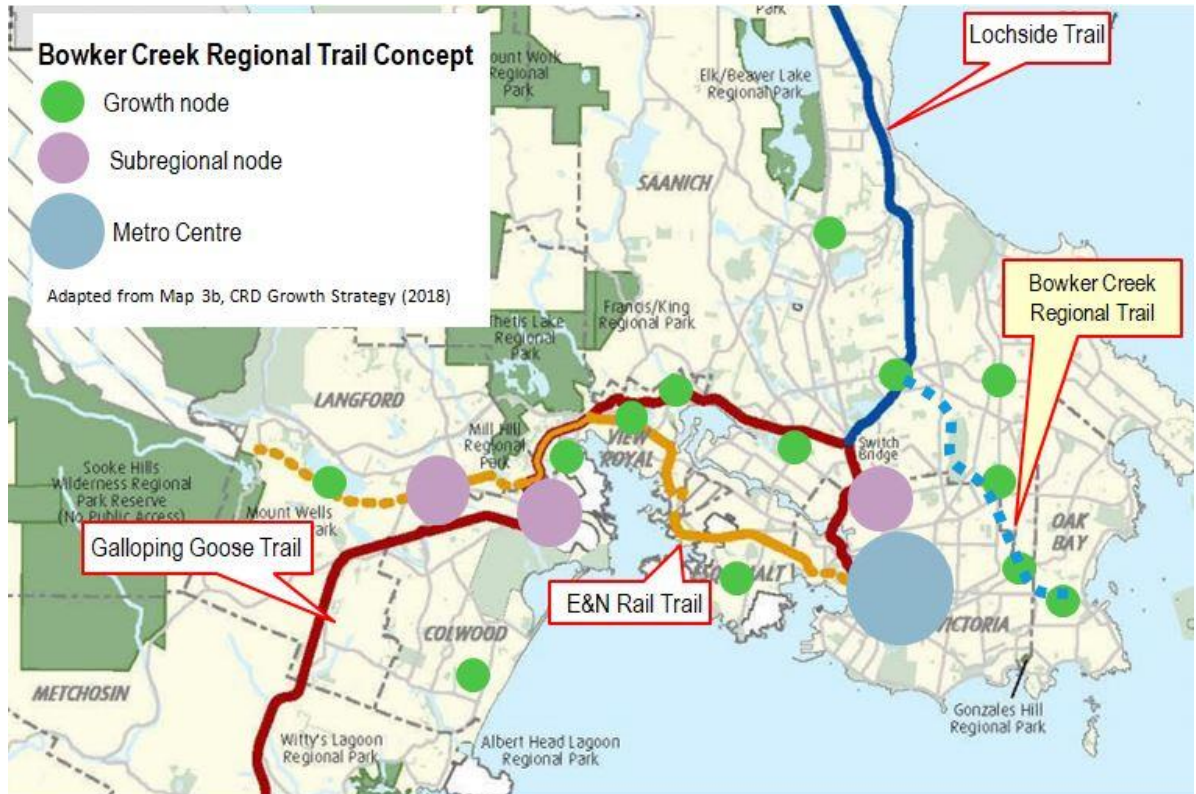 Bowker Creek Regional Trail Concept
Growth node
Subregional node
Metro Centre
Adapted from Map 3b, CRD Growth Strategy (2018)
Park
Lochside Trail
ount Work
Regional
Park
Elk/Beaver Lake
Regional Park
SAANICH
Bowker Creek
Regional Trail
Francis/King
Regional Park
Thetis Lake
Regional
Park
LANGFORD
Mill Hill
Regional
Park
VIEW
ROYAL
Switch
Bridge
Sooke Hills
Wilderness Regional
Park Reserve
(No Public Access)
Mount Wells
Park
OAK
BAY
Galloping Goose Trail
E&N Rail Trail
VICTORIA
COLWOOD
METCHOSIN
Gonzales Hill
Regional Park
Witty's Lagoon
Regional Park
Albert Head Lagoon
Regional Park